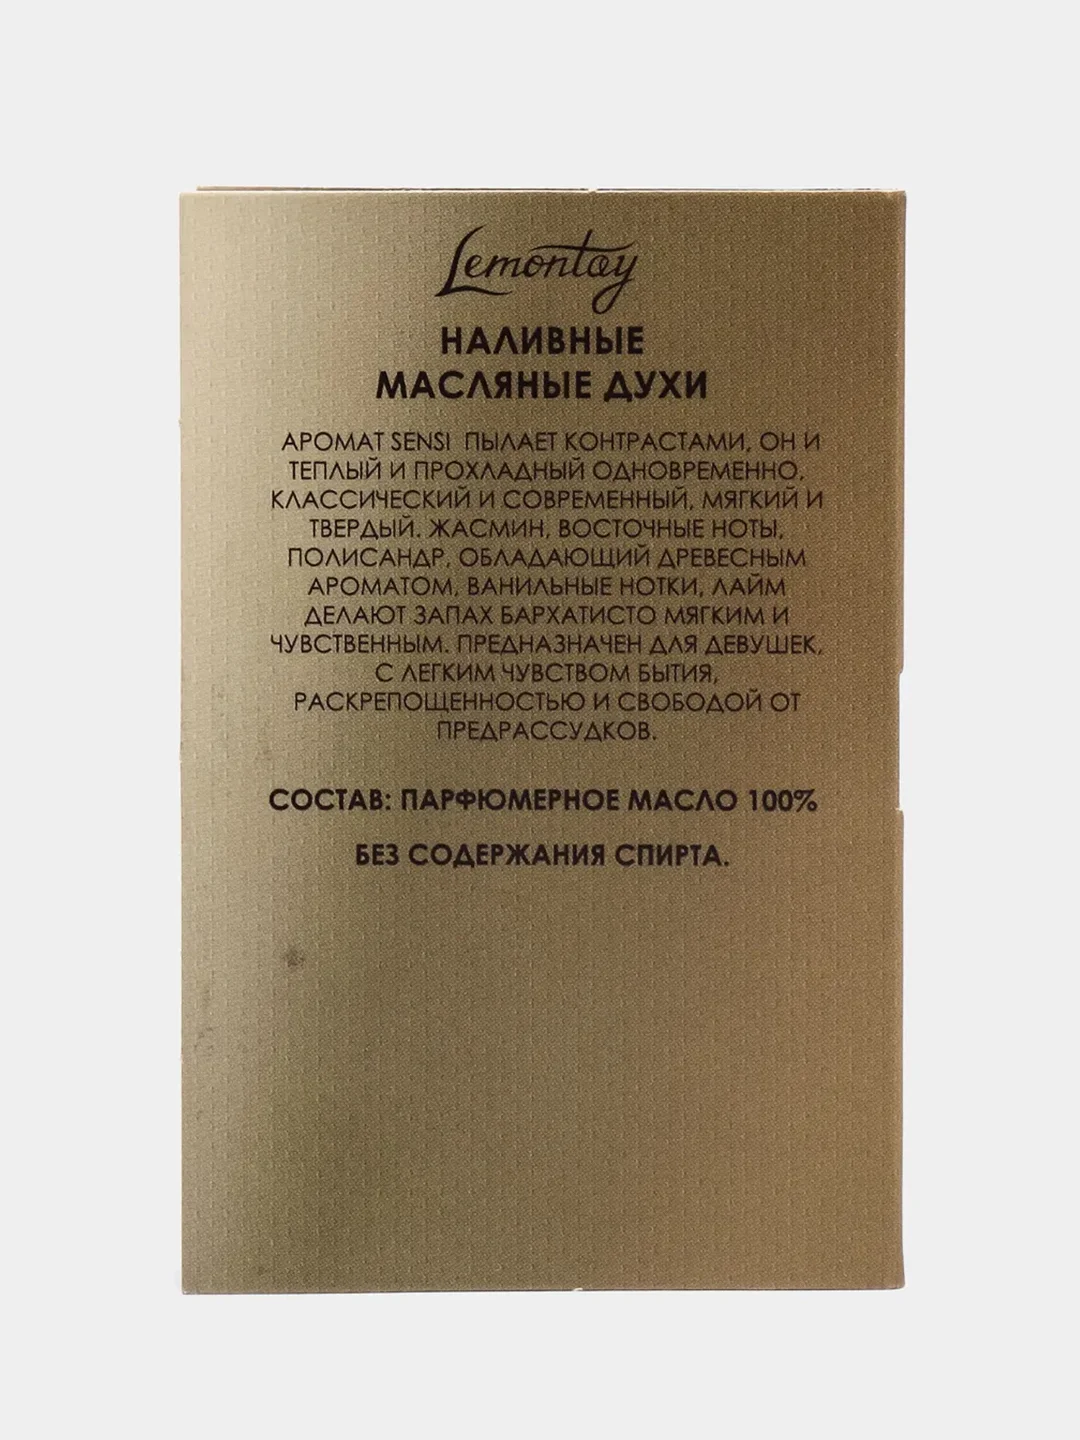 Lemontay
НАЛИВНЫЕ
МАСЛЯНЫЕ ДУХИ
АРОМАТ SENSI ПЫЛАЕТ КОНТРАСТАМИ, ОН И
ТЕПЛЫЙ И ПРОХЛАДНЫЙ ОДНОВРЕМЕННО,
КЛАССИЧЕСКИЙ И СОВРЕМЕННЫЙ, МЯГКИЙ И
ТВЕРДЫЙ. ЖАСМИН, ВОСТОЧНЫЕ НОТЫ,
ПОЛИСАНДР, ОБЛАДАЮЩИЙ ДРЕВЕСНЫМ
АРОМАТОМ, ВАНИЛЬНЫЕ НОТКИ, ЛАЙМ
ДЕЛАЮТ ЗАПАХ БАРХАТИСТО МЯГКИМ И
ЧУВСТВЕННЫМ. ПРЕДНАЗНАЧЕН ДЛЯ ДЕВУШЕК,
С ЛЕГКИМ ЧУВСТВОМ БЫТИЯ,
РАСКРЕПОЩЕННОСТЬЮ И СВОБОДОЙ ОТ
ПРЕДРАССУДКОВ.
СОСТАВ: ПАРФЮМЕРНОЕ МАСЛО 100%
БЕЗ СОДЕРЖАНИЯ СПИРТА.